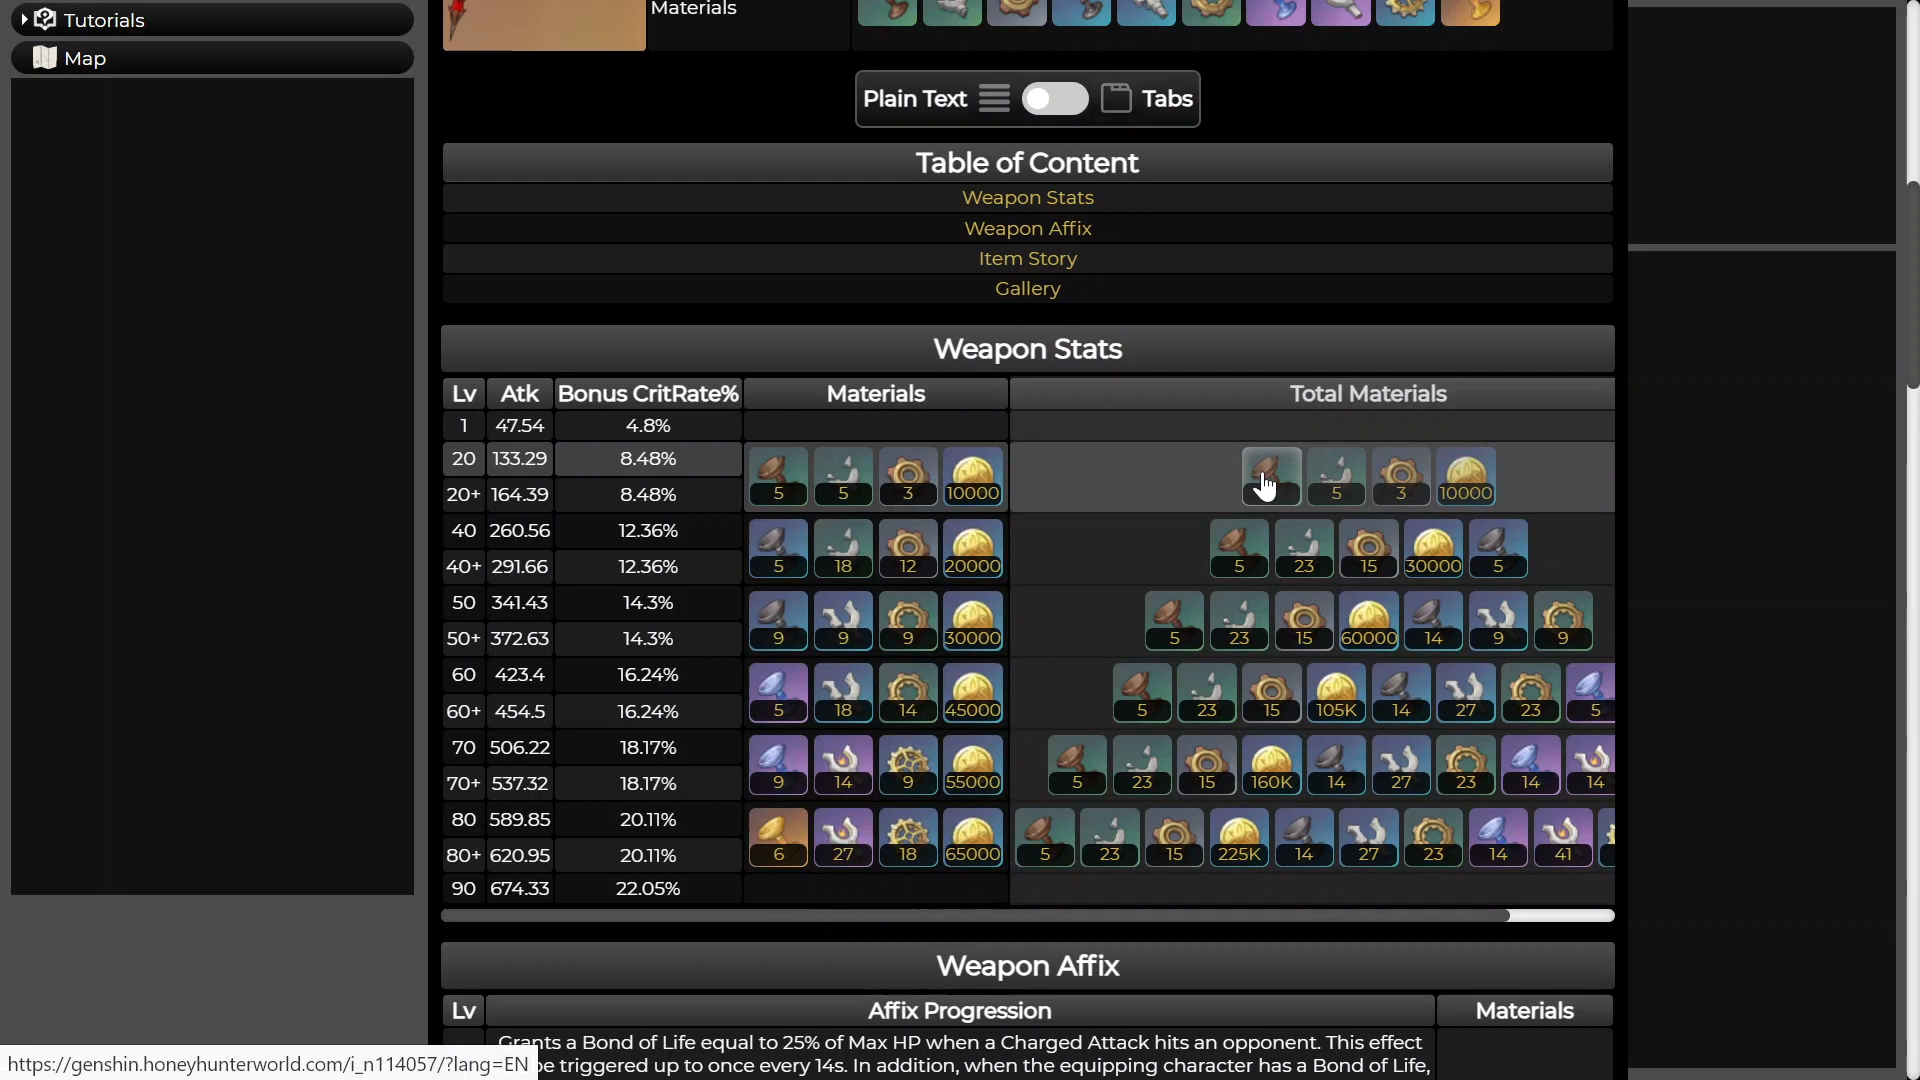 Tutorials
Map
Materials
Plain Text Tabs
Table of Content
Weapon Stats
Weapon Affix
Item Story
Gallery
Weapon Stats
Lv Atk Bonus CritRate% Materials Total Materials
1 47.54 4.8%
20 133.29 8.48%
20+ 164.39 8.48% 5 5 3 10000 5 3 10000
40 260.56 12.36%
40+ 291.66 12.36% 5 18 12 20000 5 23 15 30000 5
50 341.43 14.3%
50+ 372.63 14.3% 9 9 9 30000 5 23 15 60000 14 9 9
60 423.4 16.24%
60+ 454.5 16.24% 5 18 14 45000 5 23 15 105K 14 27 23 5
70 506.22 18.17%
70+ 537.32 18.17% 9 14 9 55000 5 23 15 160K 14 27 23 14 14
80 589.85 20.11%
80+ 620.95 20.11% 6 27 18 65000 5 23 15 225K 14 27 23 14 41
90 674.33 22.05%
Weapon Affix
Lv Affix Progression Materials
Grants a Bond of Life equal to 25% of Max HP when a Charged Attack hits an opponent. This effect
be triggered up to once every 14s. In addition, when the equipping character has a Bond of Life,
https://genshin.honeyhunterworld.com/i_n114057/?lang=EN